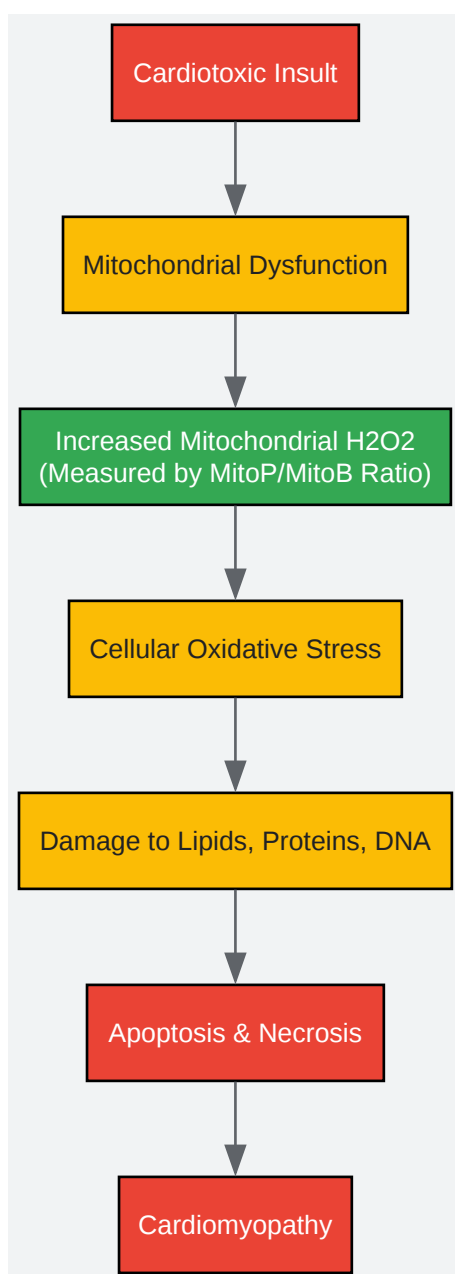 Cardiotoxic Insult
Mitochondrial Dysfunction
Increased Mitochondrial H2O2
(Measured by MitoP/MitoB Ratio)
Cellular Oxidative Stress
Damage to Lipids, Proteins, DNA
Apoptosis & Necrosis
Cardiomyopathy